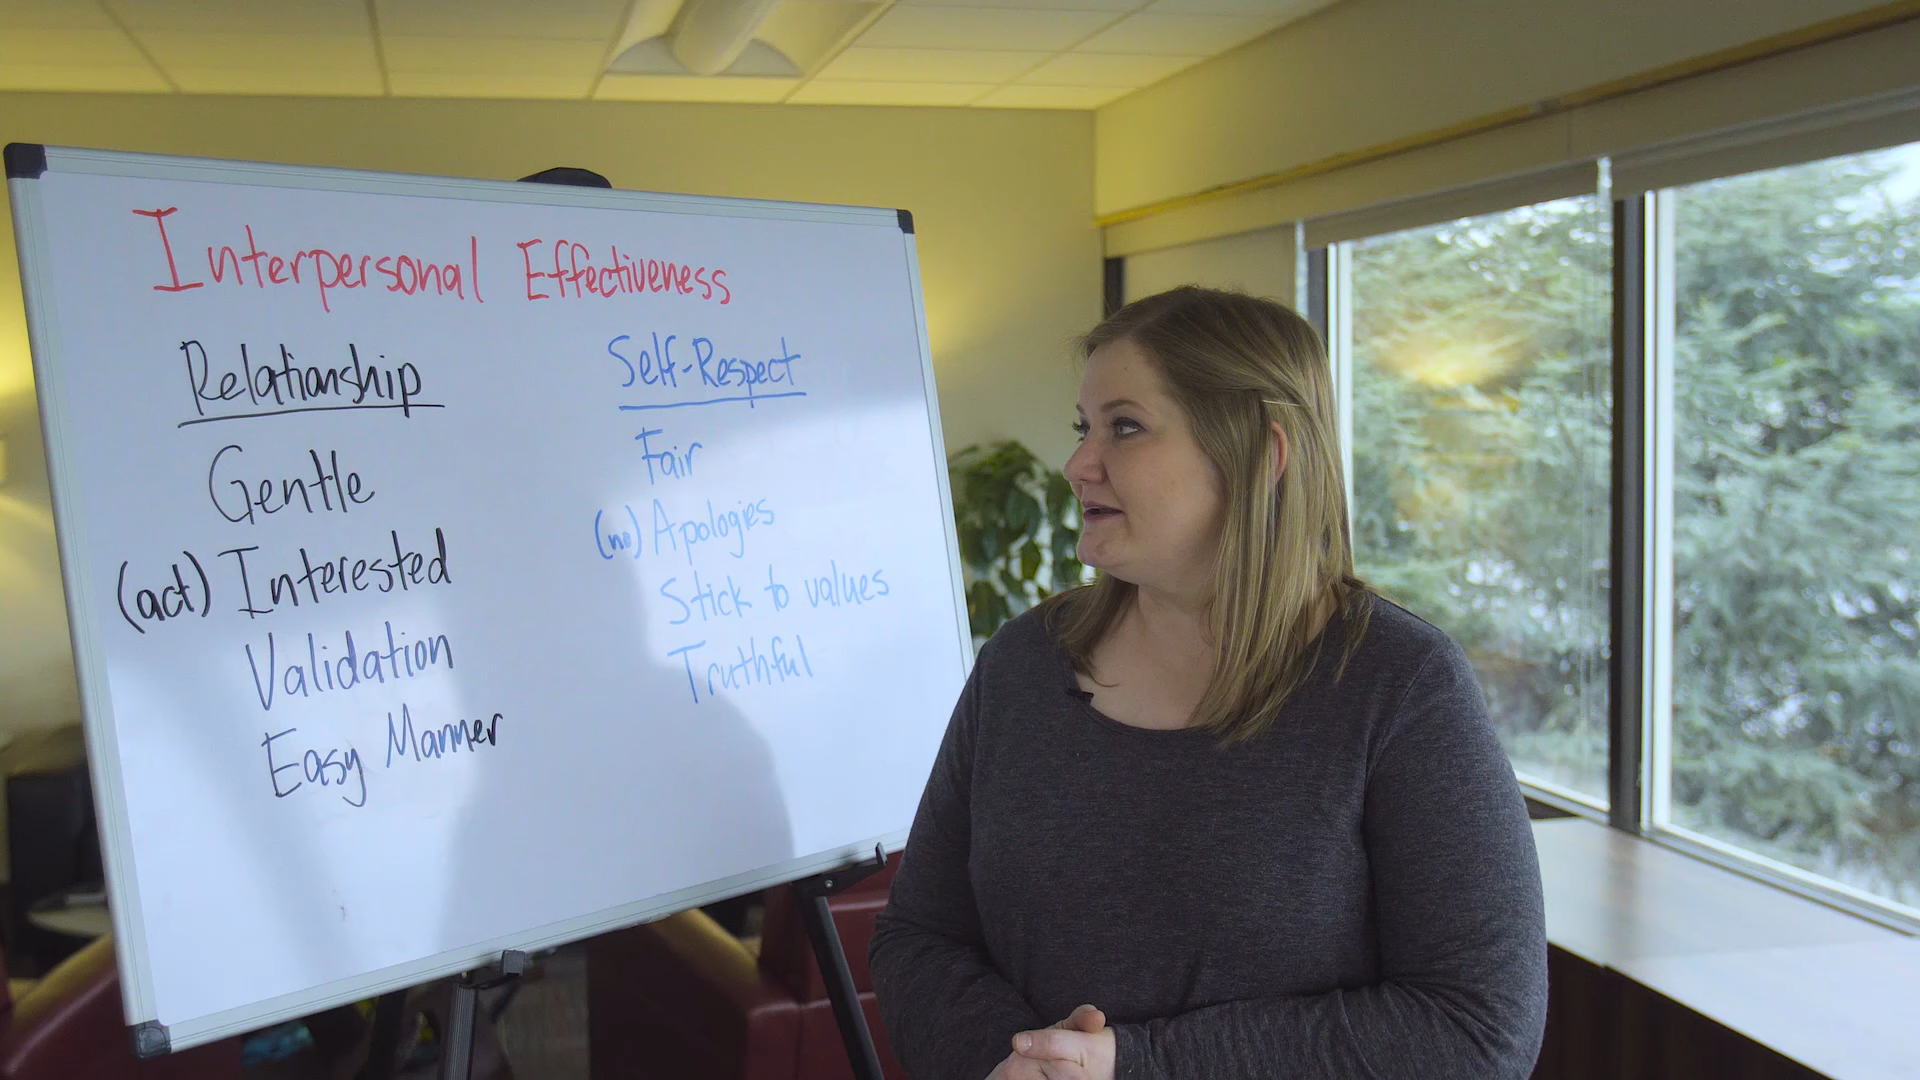 Interpersonal Effectiveness
Relationship
Gentle
(act) Interested
Validation
Easy Manner
Self-Respect
Fair
(no) Apologies
Stick to values
Truthful